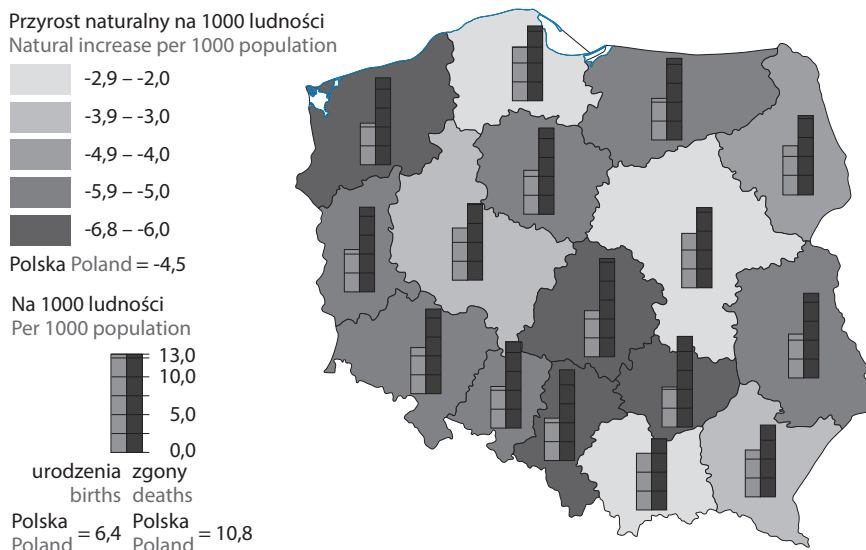 Przyrost naturalny na 1000 ludności
Natural increase per 1000 population
-2,9 – -2,0
-3,9 – -3,0
-4,9 – -4,0
-5,9 – -5,0
-6,8 – -6,0
Polska Poland = -4,5
Na 1000 ludności
Per 1000 population
13,0
10,0
5,0
0,0
urodzenia zgony
births deaths
Polska Poland = 6,4 Polska Poland = 10,8